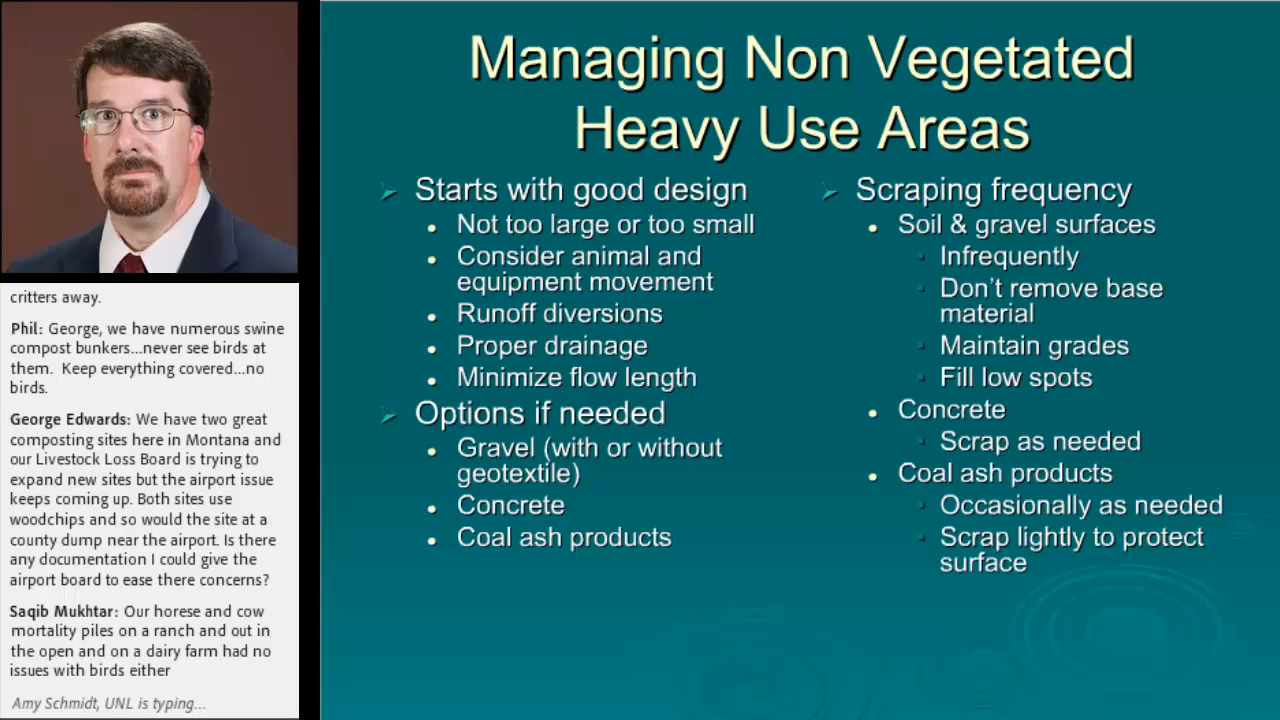 critters away.
Phil: George, we have numerous swine
compost bunkers...never see birds at
them. Keep everything covered...no
birds.
George Edwards: We have two great
composting sites here in Montana and
our Livestock Loss Board is trying to
expand new sites but the airport issue
keeps coming up. Both sites use
woodchips and so would the site at a
county dump near the airport. Is there
any documentation I could give the
airport board to ease there concerns?
Saqib Mukhtar: Our horese and cow
mortality piles on a ranch and out in
the open and on a dairy farm had no
issues with birds either
Amy Schmidt, UNL is typing...
Managing Non Vegetated
Heavy Use Areas
Starts with good design
Not too large or too small
Consider animal and
equipment movement
Runoff diversions
Proper drainage
Minimize flow length
Options if needed
Gravel (with or without
geotextile)
Concrete
Coal ash products
Scraping frequency
Soil & gravel surfaces
Infrequently
Don't remove base
material
Maintain grades
Fill low spots
Concrete
Scrap as needed
Coal ash products
Occasionally as needed
Scrap lightly to protect
surface